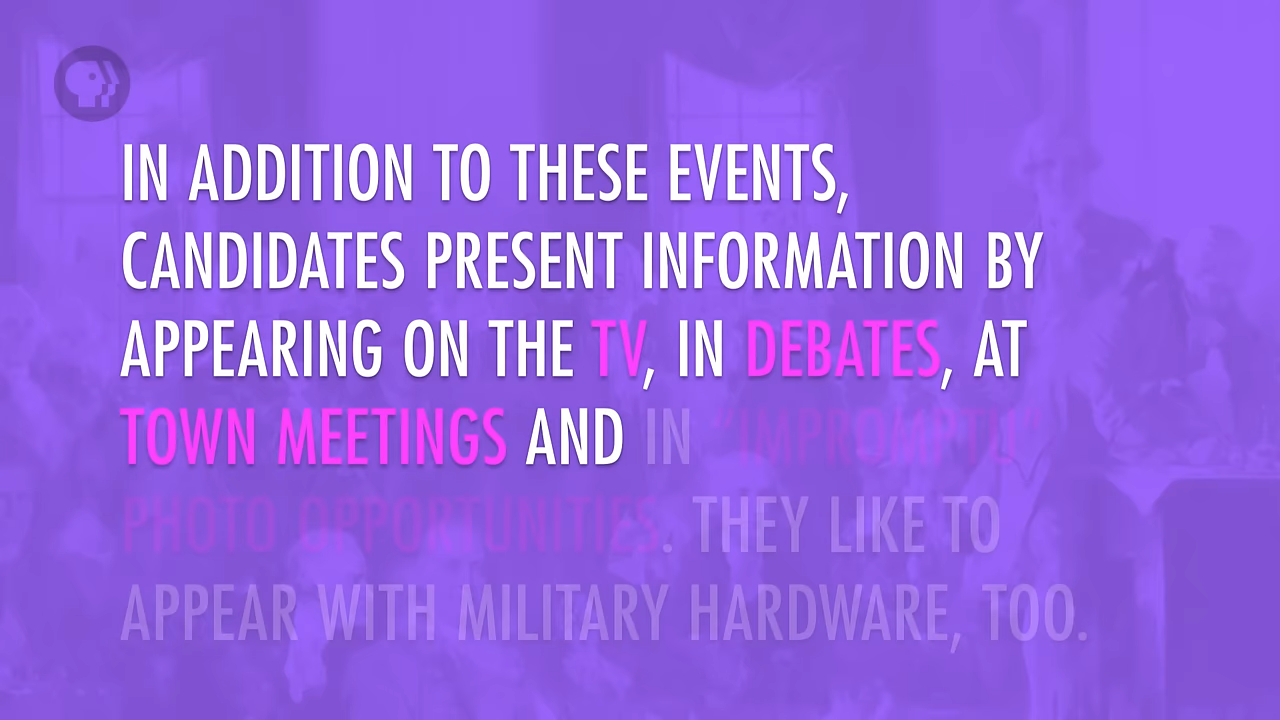 IN ADDITION TO THESE EVENTS,
CANDIDATES PRESENT INFORMATION BY
APPEARING ON THE TV, IN DEBATES, AT
TOWN MEETINGS AND IN "IMPROMPTU"
PHOTO OPPORTUNITIES. THEY LIKE TO
APPEAR WITH MILITARY HARDWARE, TOO.